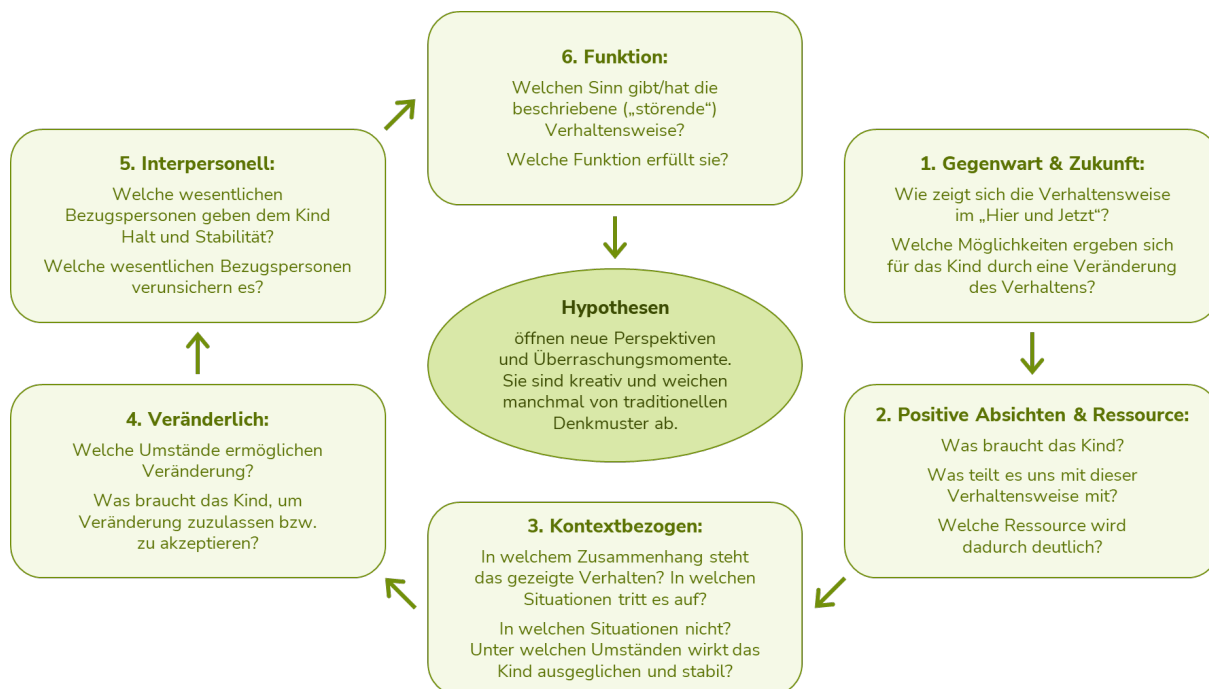 6. Funktion:
Welchen Sinn gibt/hat die
beschriebene („störende“)
Verhaltensweise?
Welche Funktion erfüllt sie?
5. Interpersonell:
Welche wesentlichen
Bezugspersonen geben dem Kind
Halt und Stabilität?
Welche wesentlichen Bezugspersonen
verunsichern es?
1. Gegenwart & Zukunft:
Wie zeigt sich die Verhaltensweise
im „Hier und Jetzt“?
Welche Möglichkeiten ergeben sich
für das Kind durch eine Veränderung
des Verhaltens?
Hypothesen
öffnen neue Perspektiven
und Überraschungsmomente.
Sie sind kreativ und weichen
manchmal von traditionellen
Denkmuster ab.
4. Veränderlich:
Welche Umstände ermöglichen
Veränderung?
Was braucht das Kind, um
Veränderung zuzulassen bzw.
zu akzeptieren?
2. Positive Absichten & Ressource:
Was braucht das Kind?
Was teilt es uns mit dieser
Verhaltensweise mit?
Welche Ressource wird
dadurch deutlich?
3. Kontextbezogen:
In welchem Zusammenhang steht
das gezeigte Verhalten? In welchen
Situationen tritt es auf?
In welchen Situationen nicht?
Unter welchen Umständen wirkt das
Kind ausgeglichen und stabil?